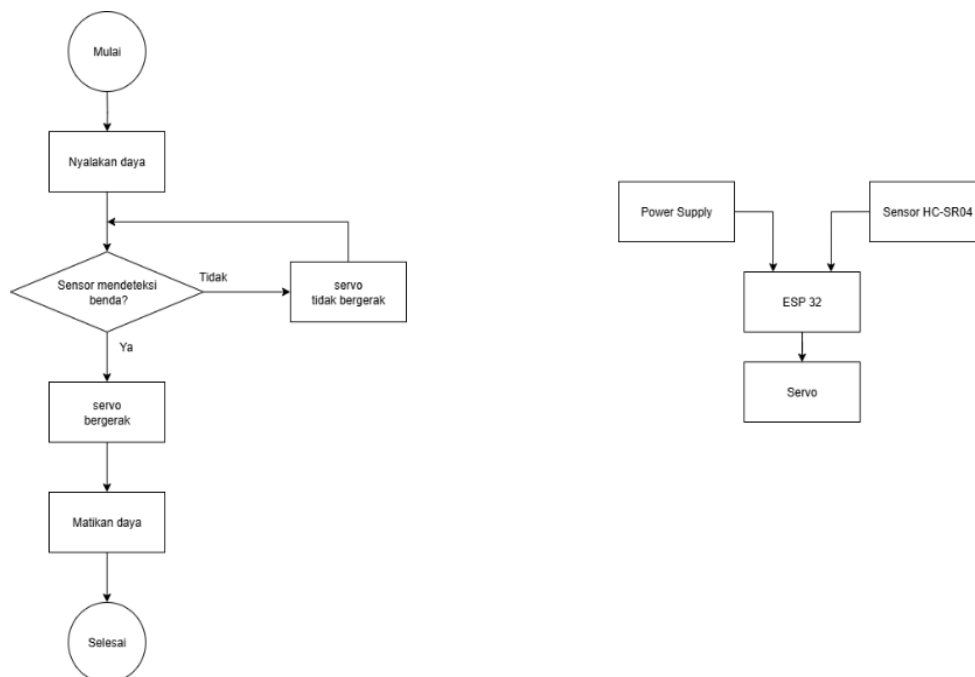 Mulai
Nyalakan daya
Sensor mendeteksi
benda?
Tidak
servo
tidak bergerak
Ya
servo
bergerak
Matikan daya
Selesai
Power Supply
Sensor HC-SR04
ESP 32
Servo